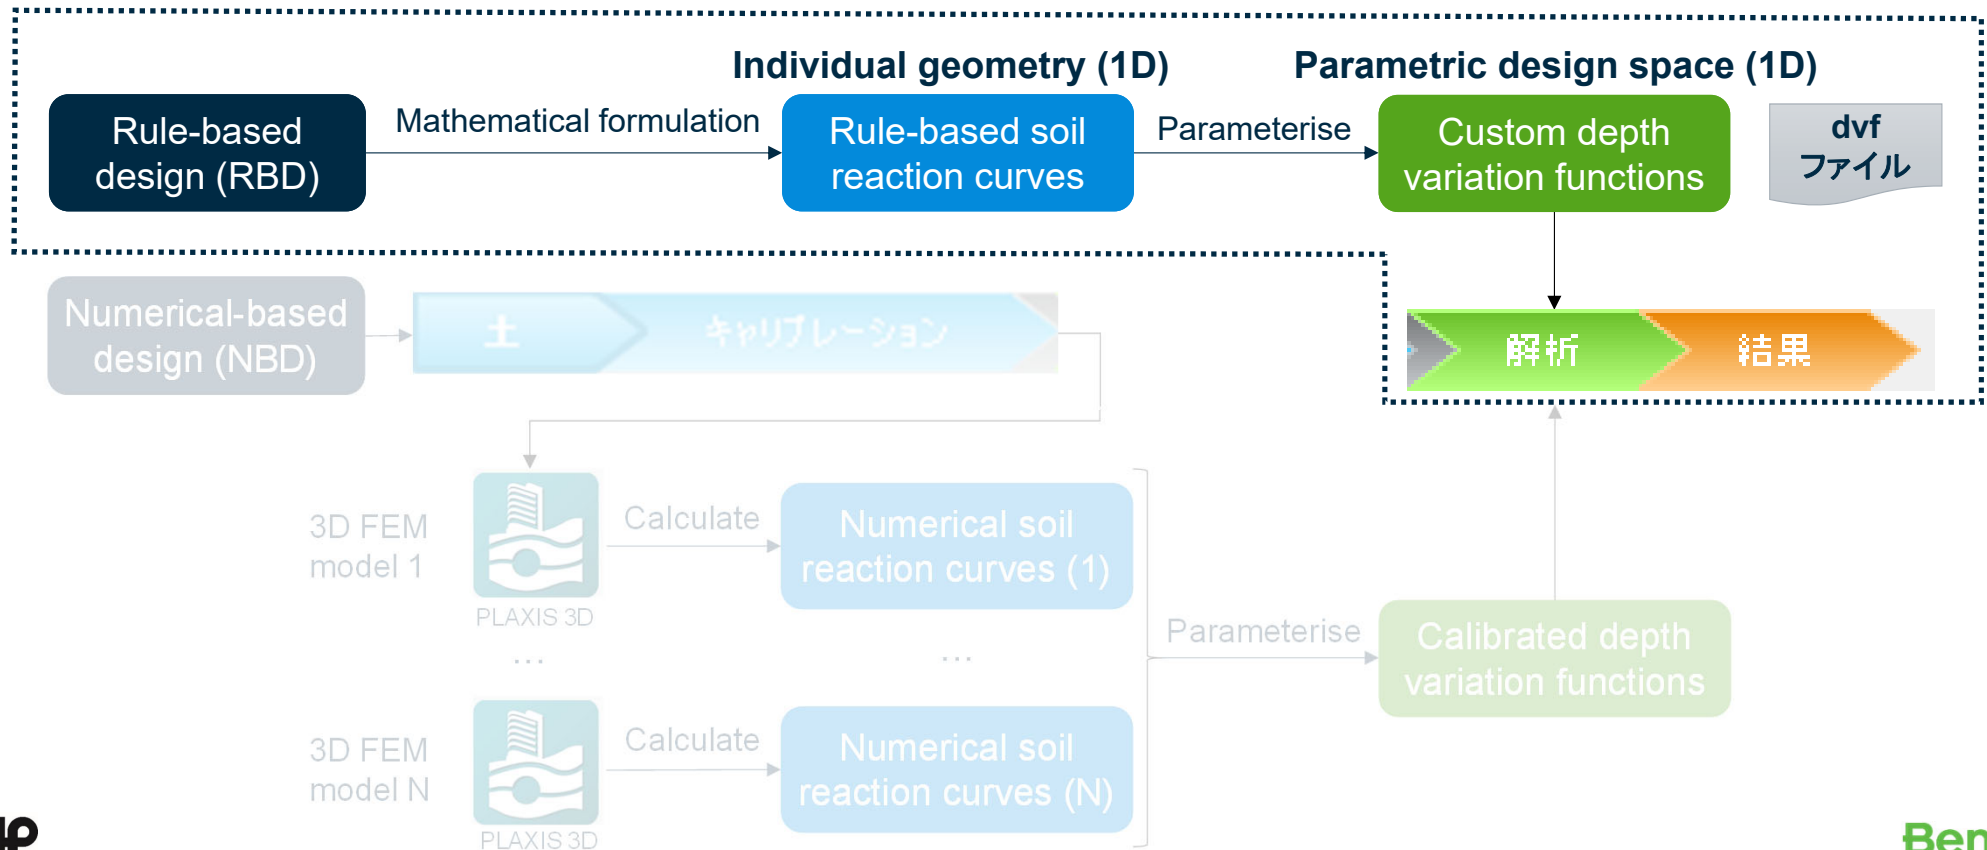 Individual geometry (1D)
Parametric design space (1D)
Rule-based
design (RBD)
Mathematical formulation
Rule-based soil
reaction curves
Parameterise
Custom depth
variation functions
dvf
ファイル
Numerical-based
design (NBD)
土
キャリブレーション
解析
結果
3D FEM
model 1
PLAXIS 3D
Calculate
Numerical soil
reaction curves (1)
...
...
Parameterise
Calibrated depth
variation functions
3D FEM
model N
PLAXIS 3D
Calculate
Numerical soil
reaction curves (N)
Ben